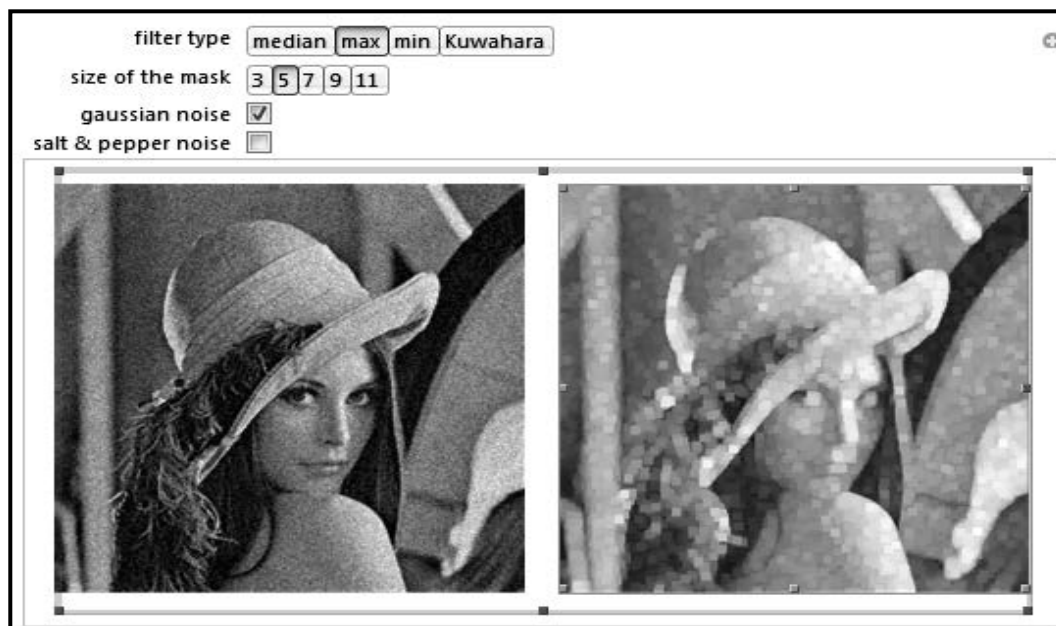 filter type median max min Kuwahara
size of the mask 3 5 7 9 11
gaussian noise
salt & pepper noise